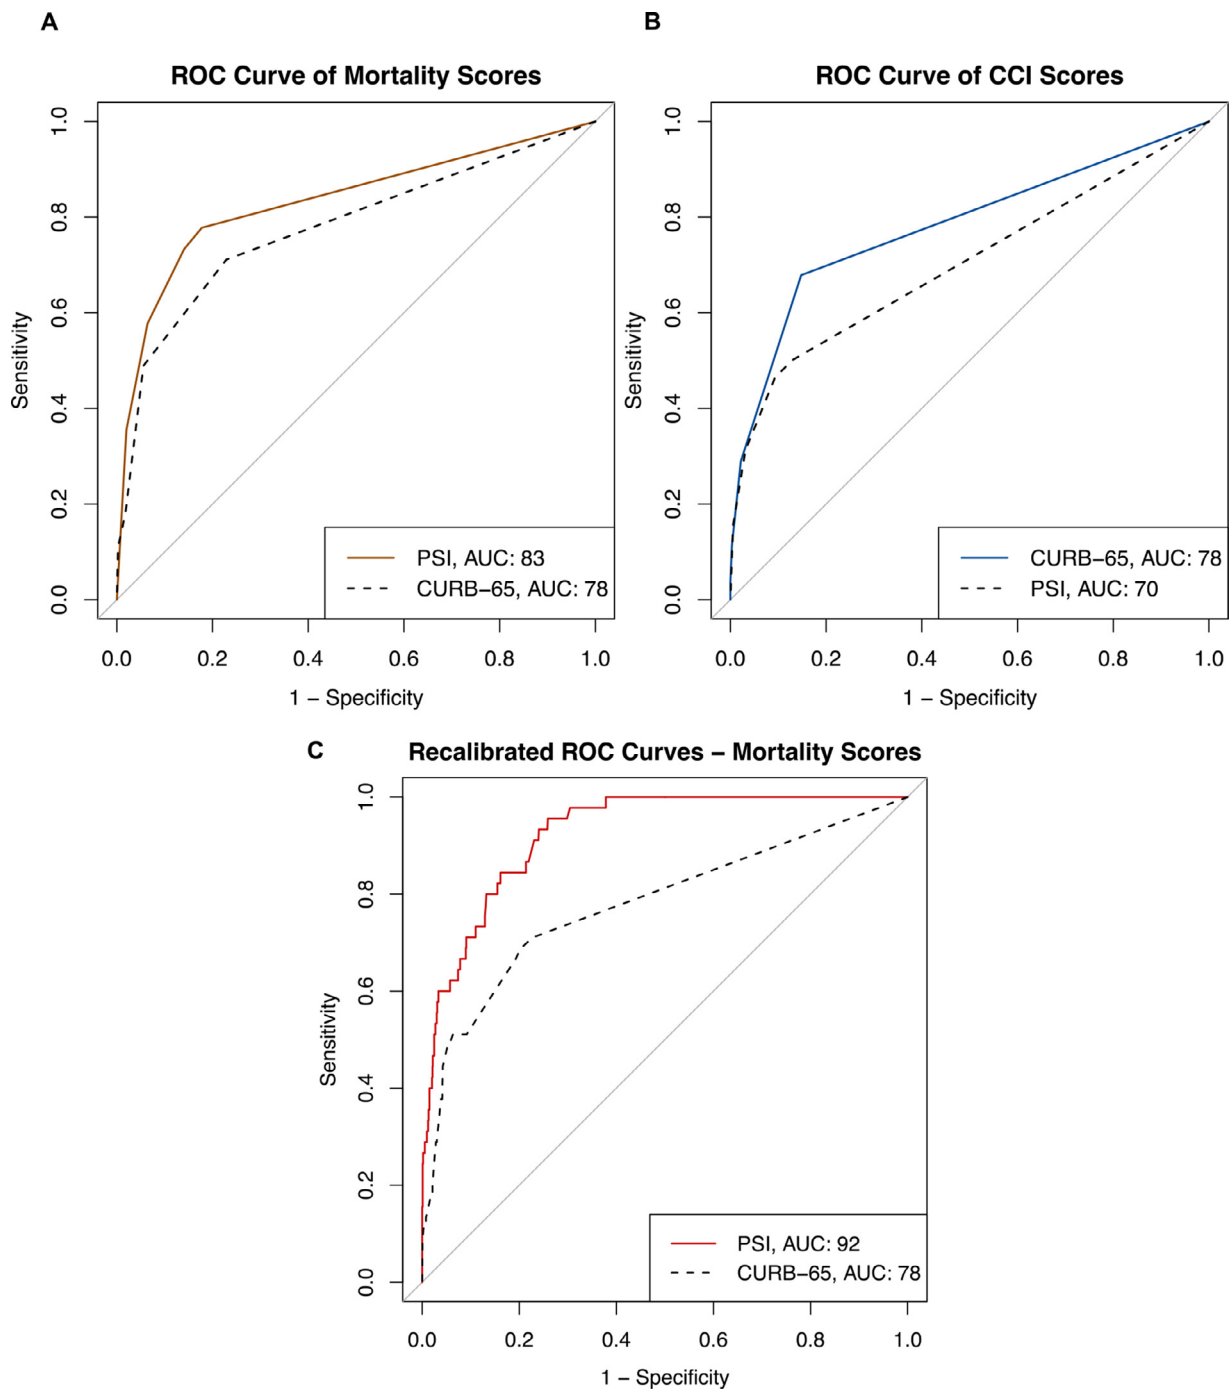 A
ROC Curve of Mortality Scores
Sensitivity
1.0
0.8
0.6
0.4
0.2
0.0
PSI, AUC: 83
CURB−65, AUC: 78
0.0 0.2 0.4 0.6 0.8 1.0
1 − Specificity
B
ROC Curve of CCI Scores
Sensitivity
1.0
0.8
0.6
0.4
0.2
0.0
CURB−65, AUC: 78
PSI, AUC: 70
0.0 0.2 0.4 0.6 0.8 1.0
1 − Specificity
C
Recalibrated ROC Curves − Mortality Scores
Sensitivity
1.0
0.8
0.6
0.4
0.2
0.0
PSI, AUC: 92
CURB−65, AUC: 78
0.0 0.2 0.4 0.6 0.8 1.0
1 − Specificity